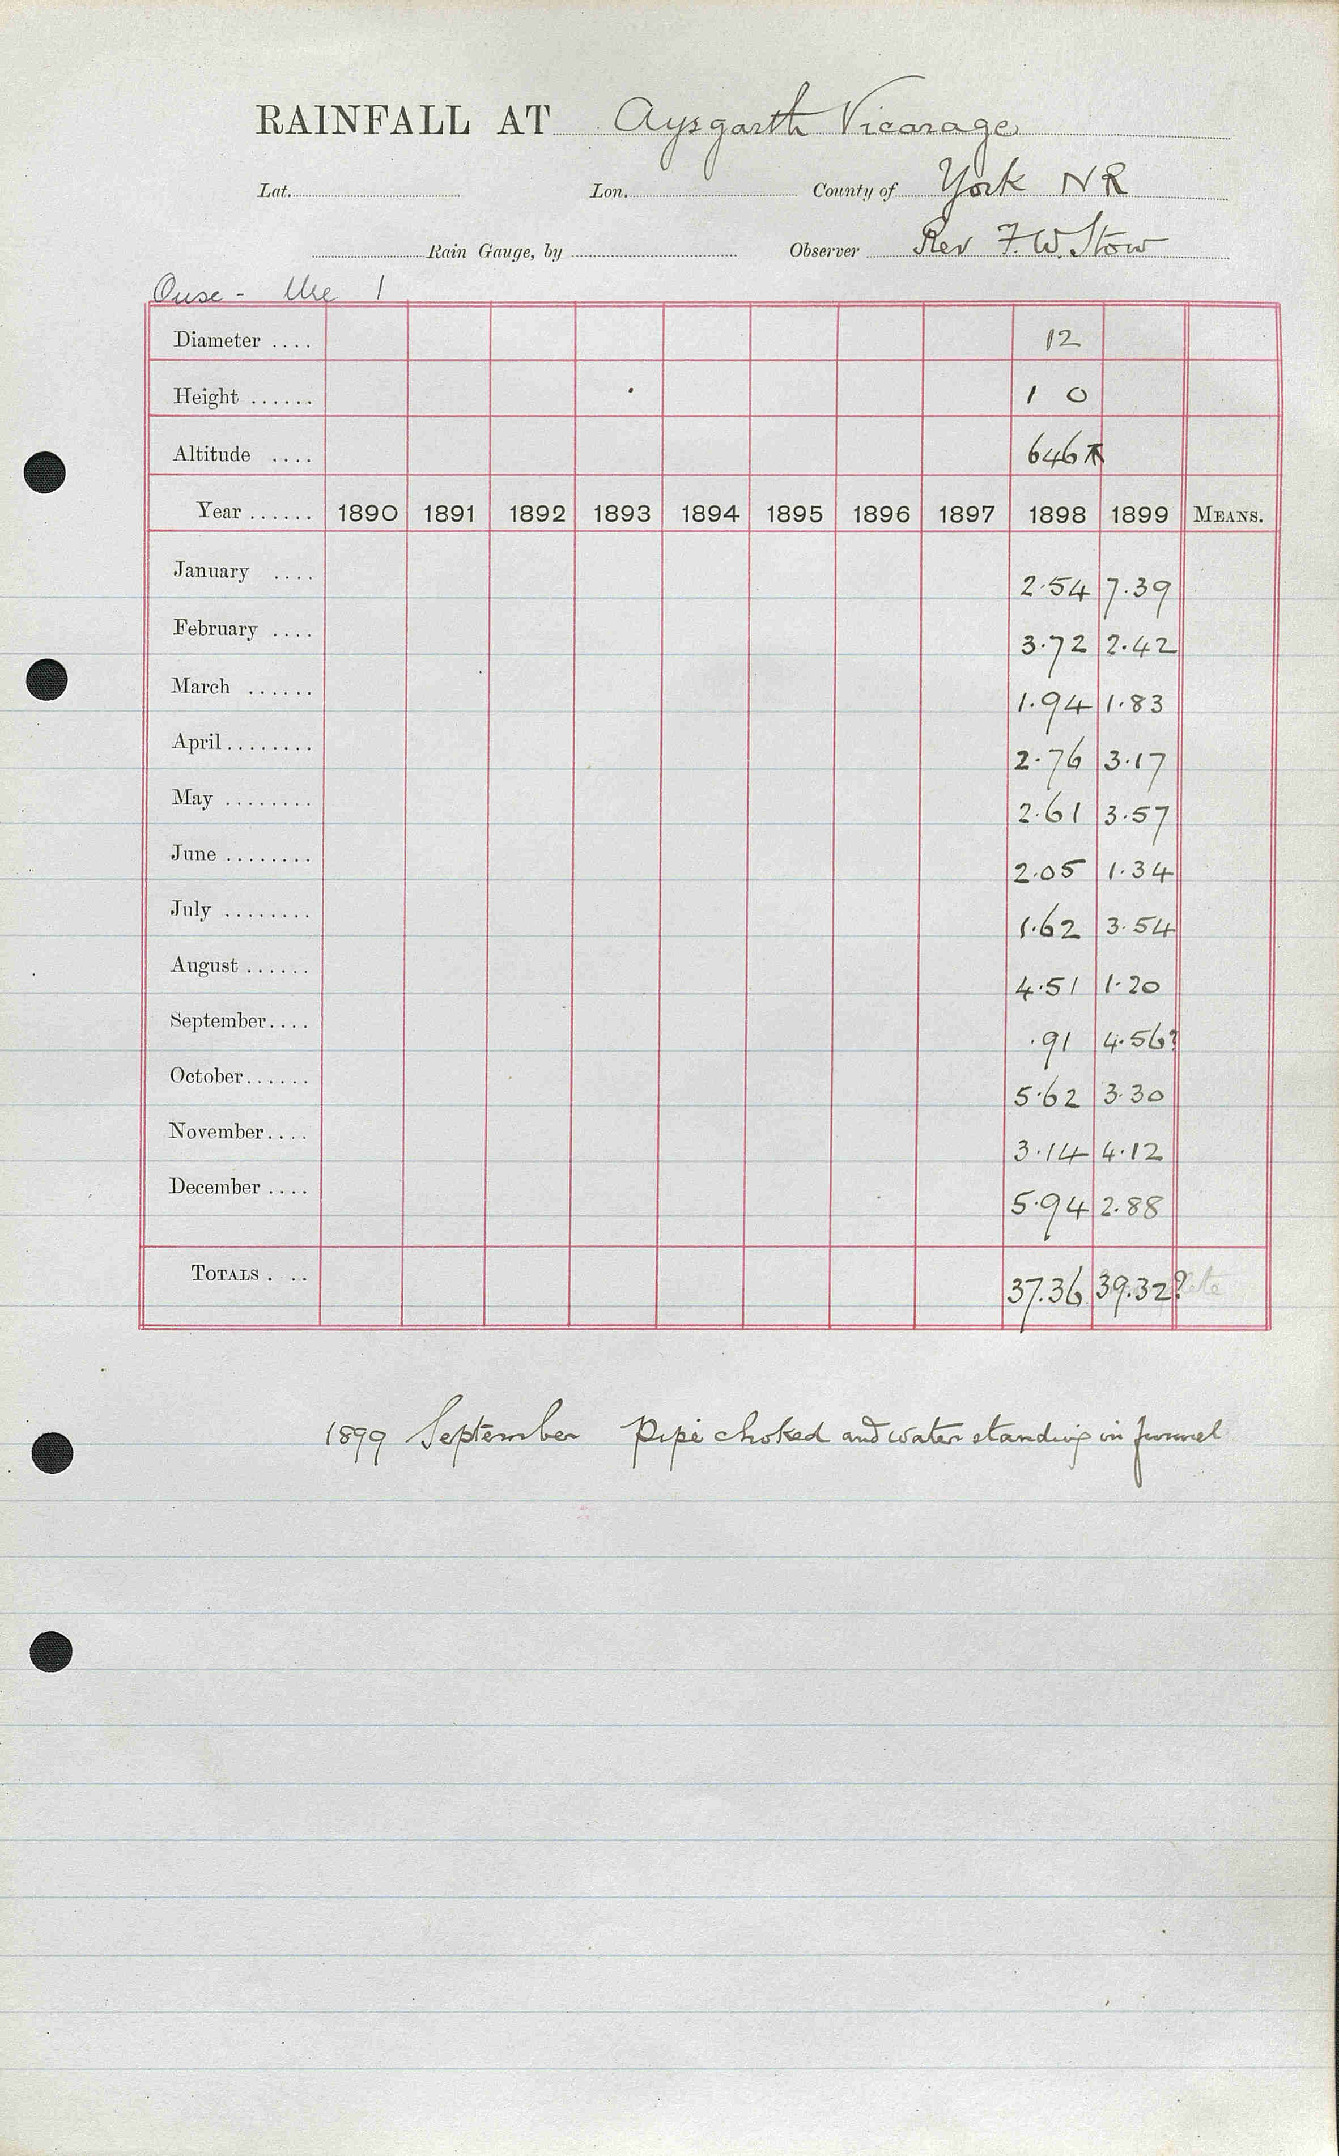 RAINFALL AT Aysgarth Vicarage
Lat. Lon. County of York NR
Rain Gauge, by Observer Rev F.W. Stow
Ouse - Ure 1
Diameter .... 12
Height ...... 1 0
Altitude .... 646
Year ...... 1890 1891 1892 1893 1894 1895 1896 1897 1898 1899 MEANS.
January .... 2.54 7.39
February .... 3.72 2.42
March ...... 1.94 1.83
April ........ 2.76 3.17
May ........ 2.61 3.57
June ........ 2.05 1.34
July ........ 1.62 3.54
August ...... 4.51 1.20
September.... .91 4.56?
October...... 5.62 3.30
November.... 3.14 4.12
December .... 5.94 2.88
TOTALS . .. 37.36 39.32?
1899 September Pipe choked and water standing in funnel